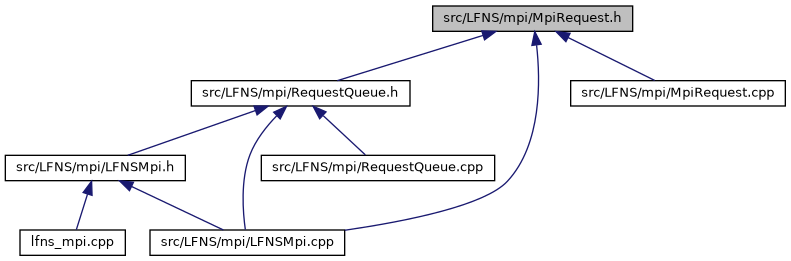 src/LFNS/mpi/MpiRequest.h
src/LFNS/mpi/RequestQueue.h
src/LFNS/mpi/MpiRequest.cpp
src/LFNS/mpi/LFNSMpi.h
src/LFNS/mpi/RequestQueue.cpp
lfns_mpi.cpp
src/LFNS/mpi/LFNSMpi.cpp